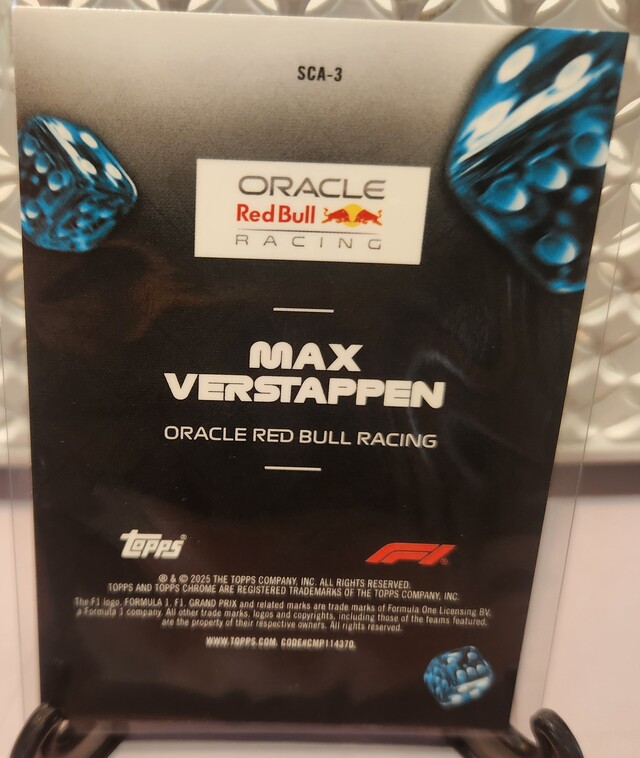 SCA-3
ORACLE
Red Bull
RACING
MAX
VERSTAPPEN
ORACLE RED BULL RACING
topps®
F1®
® & © 2025 THE TOPPS COMPANY, INC. ALL RIGHTS RESERVED.
TOPPS AND TOPPS CHROME ARE REGISTERED TRADEMARKS OF THE TOPPS COMPANY, INC.
The F1 logo, FORMULA 1, F1, GRAND PRIX and related marks are trade marks of Formula One Licensing BV,
a Formula 1 company. All other trade marks, logos and copyrights, including those of the teams featured,
are the property of their respective owners. All rights reserved.
WWW.TOPPS.COM. CODE#CMP114370.